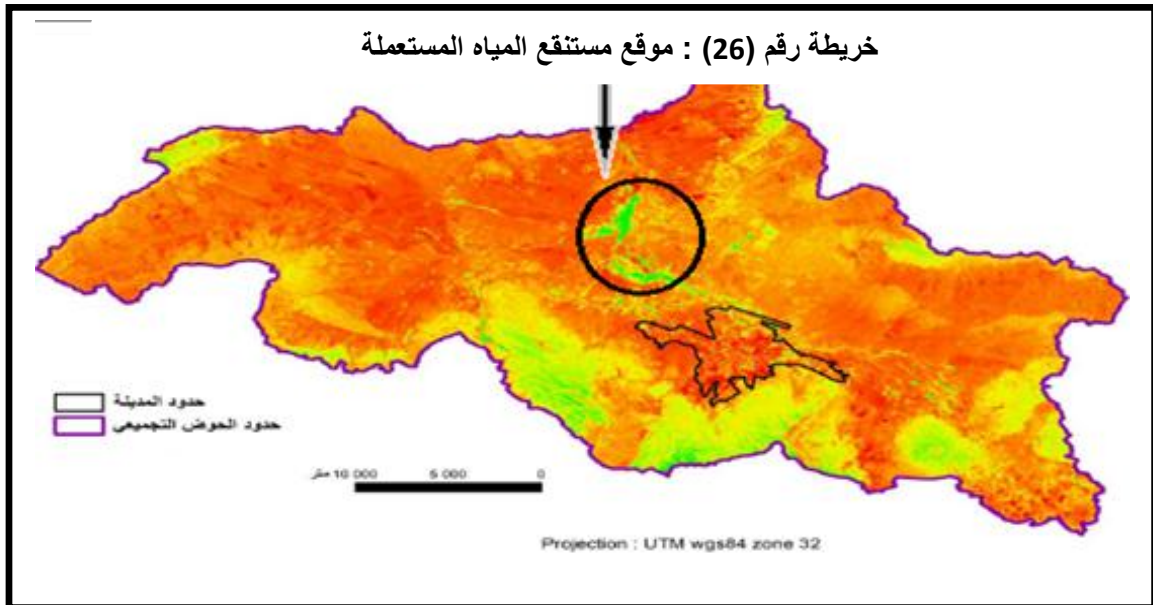 خريطة رقم (26) : موقع مستنقع المياه المستعملة
حدود المدينة
حدود الحوض التجميعى
0 5 000 10 000 متر
Projection : UTM wgs84 zone 32